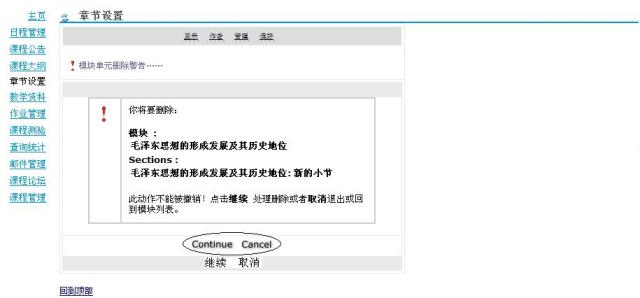 章节设置
主页
日程管理
课程公告
课程大纲
章节设置
教学资料
作业管理
课程测验
查询统计
邮件管理
课程论坛
课程管理
显示 作者 管理
模块单元删除警告……
你将要删除:
模块 :
毛泽东思想的形成发展及其历史地位
Sections :
毛泽东思想的形成发展及其历史地位: 新的小节
此动作不能被撤销! 点击继续 处理删除或者取消退出或回
到模块列表。
Continue Cancel
继续 取消
回到顶部